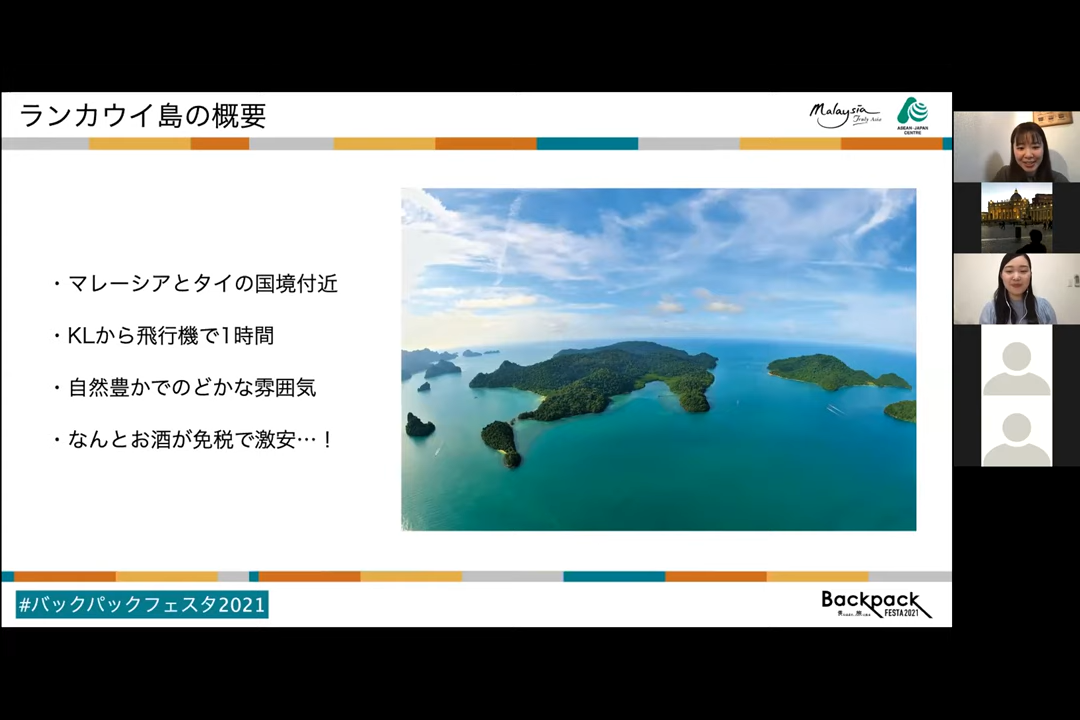 ランカウイ島の概要
Malaysia
Truly Asia
ASEAN-JAPAN
CENTRE
・マレーシアとタイの国境付近
・KLから飛行機で1時間
・自然豊かでのどかな雰囲気
・なんとお酒が免税で激安…！
#バックパックフェスタ2021
Backpack
FESTA2021